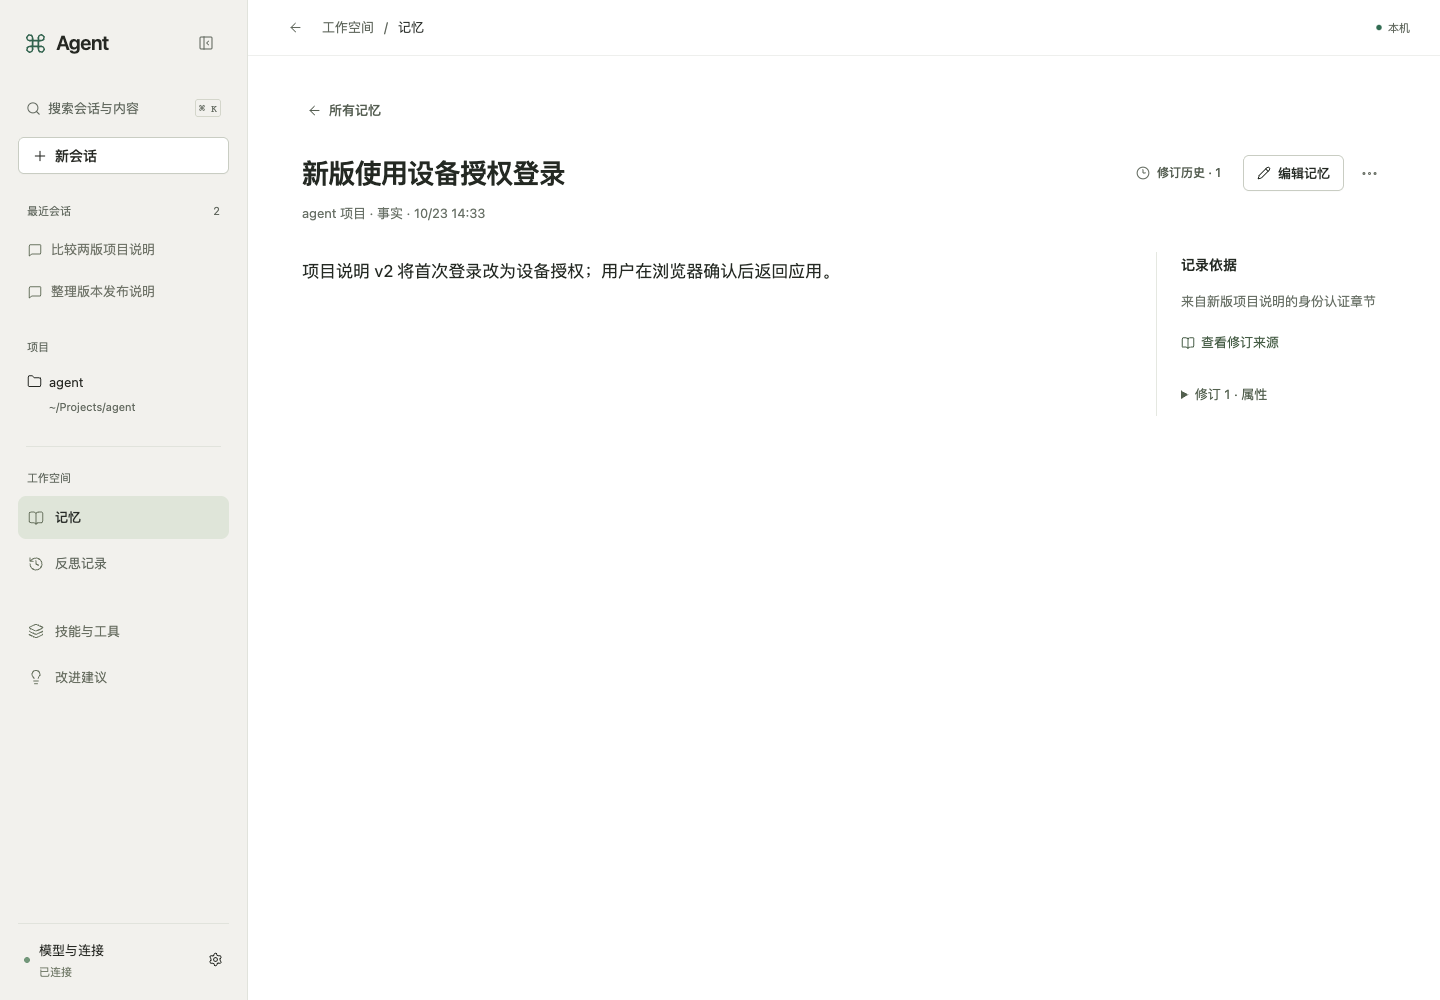 Agent
搜索会话与内容
⌘ K
新会话
最近会话 2
比较两版项目说明
整理版本发布说明
项目
agent
~/Projects/agent
工作空间
记忆
反思记录
技能与工具
改进建议
模型与连接
已连接
工作空间 / 记忆
本机
所有记忆
新版使用设备授权登录
修订历史 · 1
编辑记忆
agent 项目 · 事实 · 10/23 14:33
项目说明 v2 将首次登录改为设备授权；用户在浏览器确认后返回应用。
记录依据
来自新版项目说明的身份认证章节
查看修订来源
修订 1 · 属性